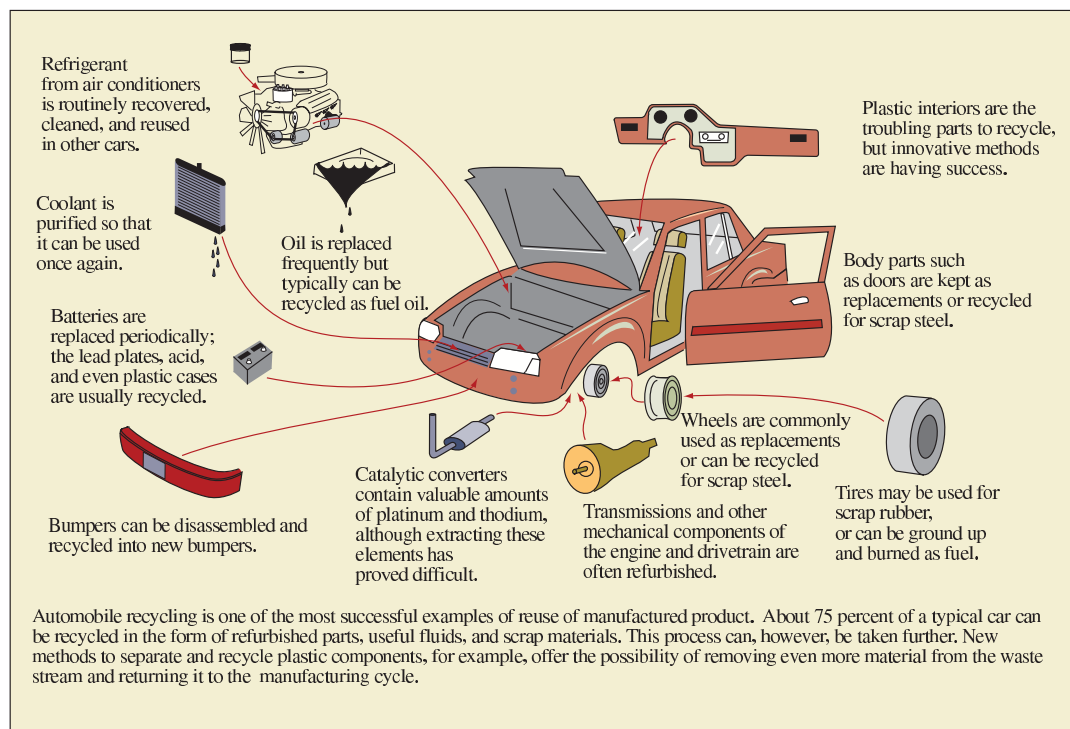 Refrigerant
from air conditioners
is routinely recovered,
cleaned, and reused
in other cars.
Coolant is
purified so that
it can be used
once again.
Oil is replaced
frequently but
typically can be
recycled as fuel oil.
Batteries are
replaced periodically;
the lead plates, acid,
and even plastic cases
are usually recycled.
Bumpers can be disassembled and
recycled into new bumpers.
Catalytic converters
contain valuable amounts
of platinum and thodium,
although extracting these
elements has
proved difficult.
Transmissions and other
mechanical components of
the engine and drivetrain are
often refurbished.
Wheels are commonly
used as replacements
or can be recycled
for scrap steel.
Tires may be used for
scrap rubber,
or can be ground up
and burned as fuel.
Body parts such
as doors are kept as
replacements or recycled
for scrap steel.
Plastic interiors are the
troubling parts to recycle,
but innovative methods
are having success.
Automobile recycling is one of the most successful examples of reuse of manufactured product. About 75 percent of a typical car can
be recycled in the form of refurbished parts, useful fluids, and scrap materials. This process can, however, be taken further. New
methods to separate and recycle plastic components, for example, offer the possibility of removing even more material from the waste
stream and returning it to the manufacturing cycle.